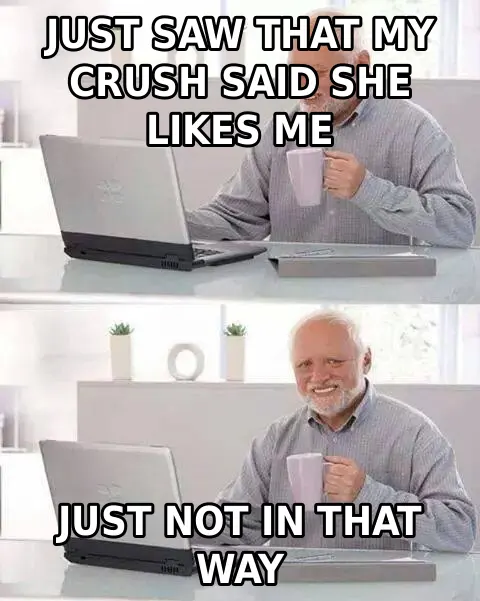 JUST SAW THAT MY
CRUSH SAID SHE
LIKES ME
JUST NOT IN THAT
WAY